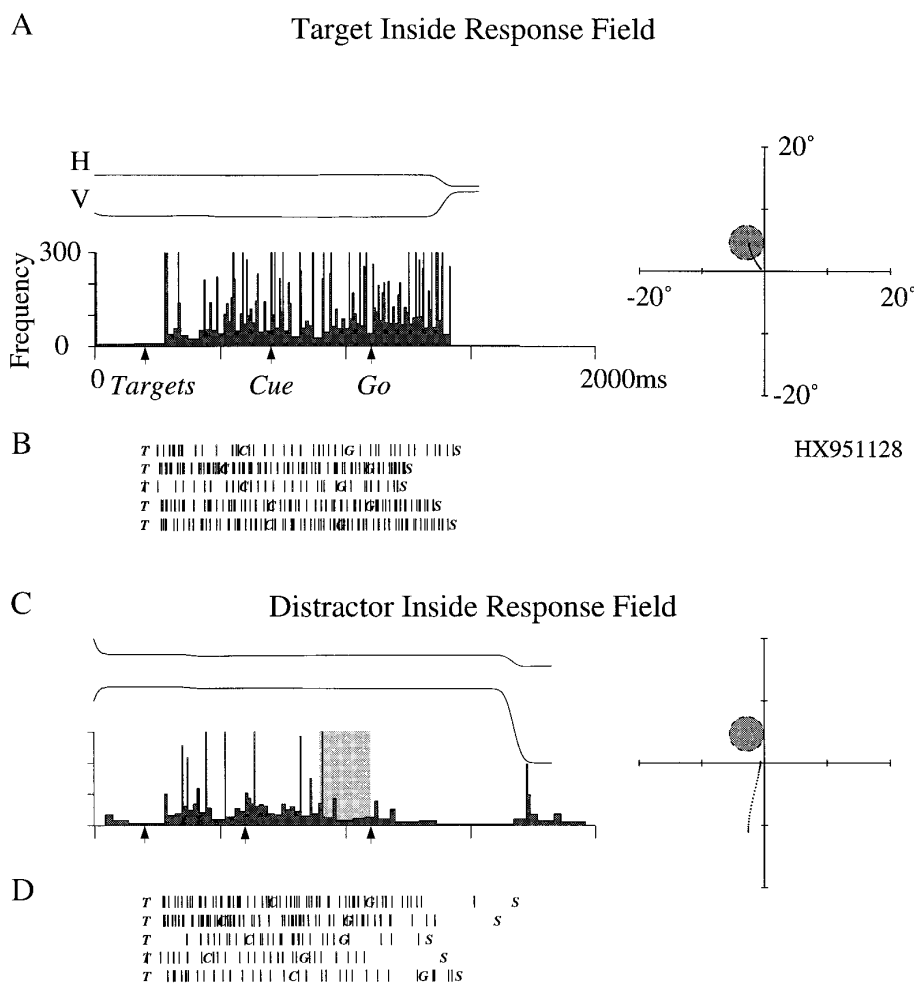 A
Target Inside Response Field
H
V
300
0
Frequency
0 Targets Cue Go 2000ms
20°
-20° 20°
-20°
B
HX951128
T C G S
T C G S
T C G S
T C G S
T C G S
C
Distractor Inside Response Field
D
T C G S
T C G S
T C G S
T C G S
T C G S